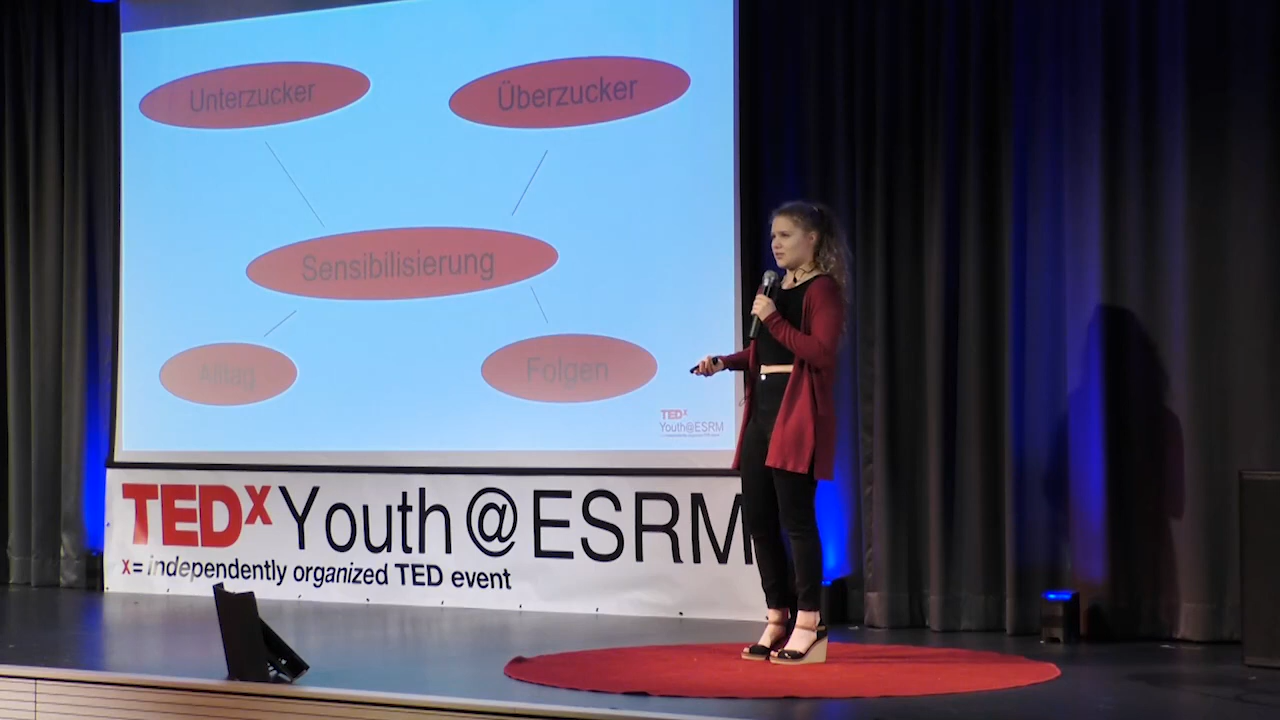 Unterzucker
Überzucker
Sensibilisierung
Alltag
Folgen
TEDx
Youth@ESRM
TEDx Youth @ ESRM
x = independently organized TED event